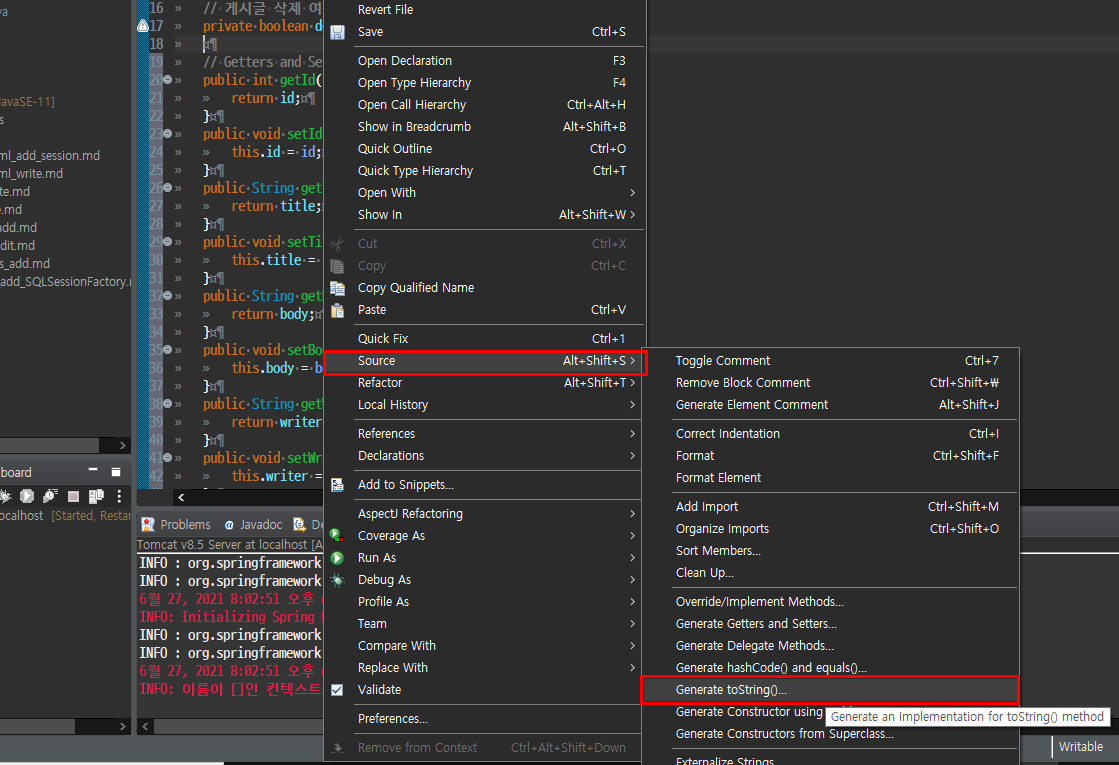 va
JavaSE-11]
s
ml_add_session.md
ml_write.md
te.md
e.md
add.md
dit.md
s_add.md
add_SQLSessionFactory.
16 // 게시글 삭제 여
17 private boolean d
18
19 // Getters and Se
20 public int getId(
21 return id;
22 }
23 public void setId
24 this.id = id;
25 }
26 public String get
27 return title;
28 }
29 public void setTi
30 this.title =
31 }
32 public String get
33 return body;
34 }
35 public void setBo
36 this.body = b
37 }
38 public String get
39 return writer
40 }
41 public void setWr
42 this.writer =
board
ocalhost [Started, Restar
Problems Javadoc De
Tomcat v8.5 Server at localhost [A
INFO : org.springframework
INFO : org.springframework
6월 27, 2021 8:02:51 오후
INFO: Initializing Spring
INFO : org.springframework
INFO : org.springframework
6월 27, 2021 8:02:51 오후
INFO: 이름이 []인 컨텍스트
Revert File
Save Ctrl+S
Open Declaration F3
Open Type Hierarchy F4
Open Call Hierarchy Ctrl+Alt+H
Show in Breadcrumb Alt+Shift+B
Quick Outline Ctrl+O
Quick Type Hierarchy Ctrl+T
Open With
Show In Alt+Shift+W
Cut Ctrl+X
Copy Ctrl+C
Copy Qualified Name
Paste Ctrl+V
Quick Fix Ctrl+1
Source Alt+Shift+S
Refactor Alt+Shift+T
Local History
References
Declarations
Add to Snippets...
AspectJ Refactoring
Coverage As
Run As
Debug As
Profile As
Team
Compare With
Replace With
Validate
Preferences...
Remove from Context Ctrl+Alt+Shift+Down
Toggle Comment Ctrl+7
Remove Block Comment Ctrl+Shift+₩
Generate Element Comment Alt+Shift+J
Correct Indentation Ctrl+I
Format Ctrl+Shift+F
Format Element
Add Import Ctrl+Shift+M
Organize Imports Ctrl+Shift+O
Sort Members...
Clean Up...
Override/Implement Methods...
Generate Getters and Setters...
Generate Delegate Methods...
Generate hashCode() and equals()...
Generate toString()...
Generate Constructor using
Generate an implementation for toString() method
Generate Constructors from Superclass...
Externalize Strings
Writable